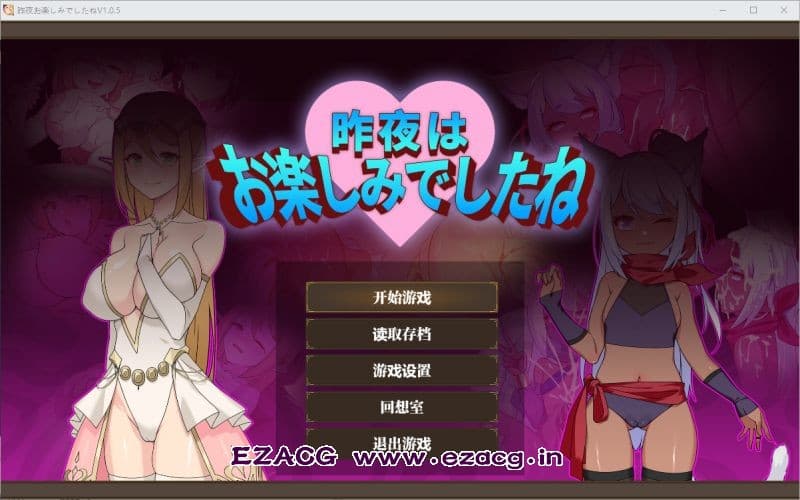 昨夜お楽しみでしたねV1.0.5
昨夜は
お楽しみでしたね
开始游戏
读取存档
游戏设置
回想室
退出游戏
EZACG www.ezacg.in